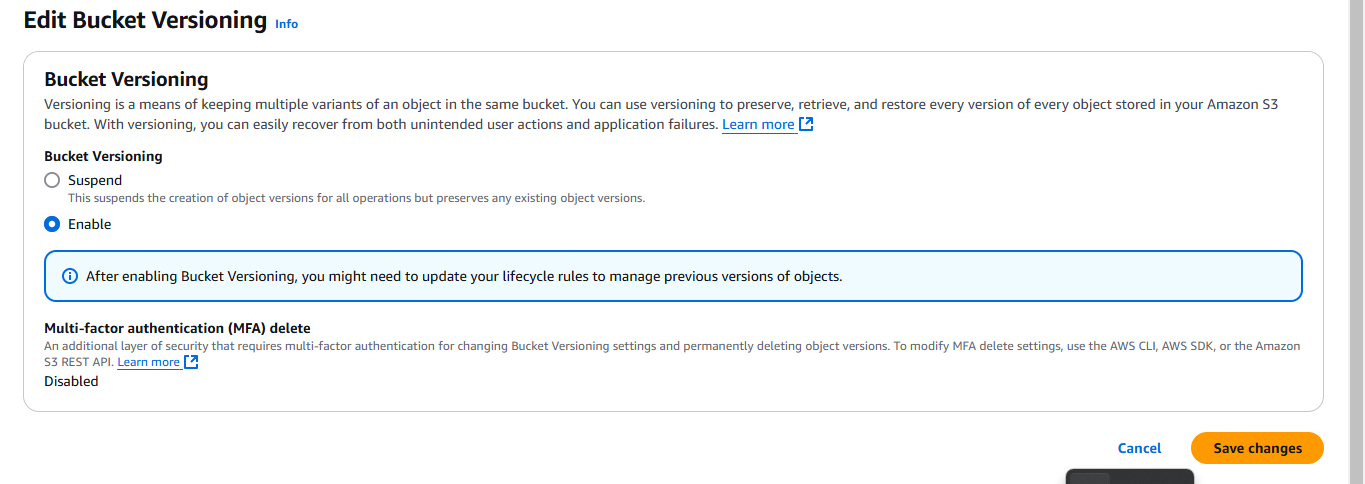 Edit Bucket Versioning Info
Bucket Versioning
Versioning is a means of keeping multiple variants of an object in the same bucket. You can use versioning to preserve, retrieve, and restore every version of every object stored in your Amazon S3
bucket. With versioning, you can easily recover from both unintended user actions and application failures. Learn more
Bucket Versioning
Suspend
This suspends the creation of object versions for all operations but preserves any existing object versions.
Enable
After enabling Bucket Versioning, you might need to update your lifecycle rules to manage previous versions of objects.
Multi-factor authentication (MFA) delete
An additional layer of security that requires multi-factor authentication for changing Bucket Versioning settings and permanently deleting object versions. To modify MFA delete settings, use the AWS CLI, AWS SDK, or the Amazon
S3 REST API. Learn more
Disabled
Cancel Save changes